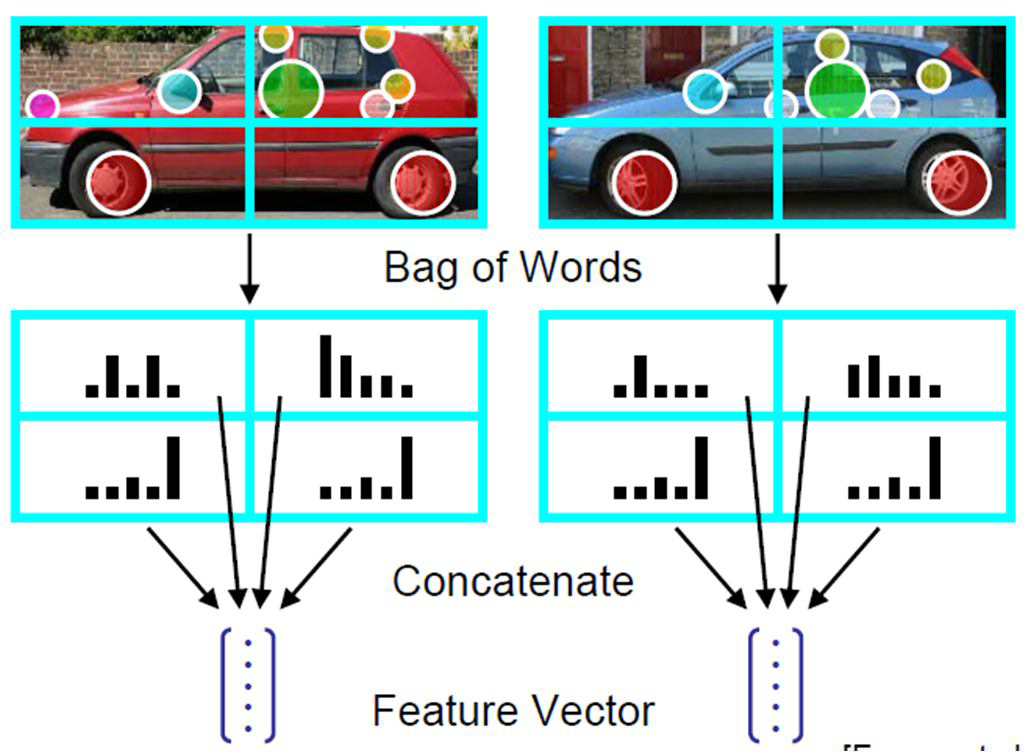 Bag of Words
Concatenate
Feature Vector